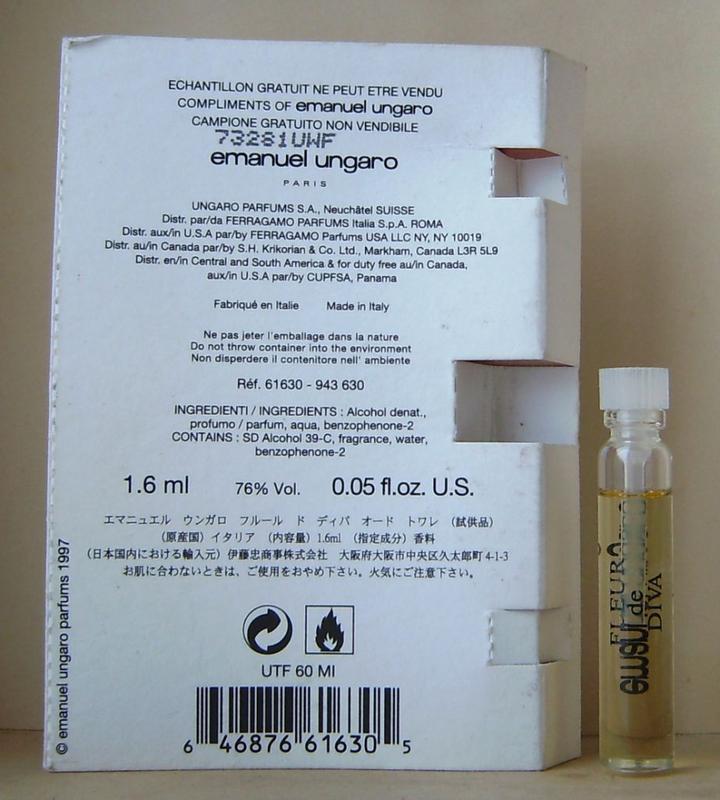 ECHANTILLON GRATUIT NE PEUT ETRE VENDU
COMPLIMENTS OF emanuel ungaro
CAMPIONE GRATUITO NON VENDIBILE
73281UWF
emanuel ungaro
PARIS
UNGARO PARFUMS S.A., Neuchâtel SUISSE
Distr. par/da FERRAGAMO PARFUMS Italia S.p.A. ROMA
Distr. aux/in U.S.A par/by FERRAGAMO Parfums USA LLC NY, NY 10019
Distr. au/in Canada par/by S.H. Krikorian & Co. Ltd., Markham, Canada L3R 5L9
Distr. en/in Central and South America & for duty free au/in Canada,
aux/in U.S.A par/by CUPFSA, Panama
Fabriqué en Italie Made in Italy
Ne pas jeter l'emballage dans la nature
Do not throw container into the environment
Non disperdere il contenitore nell' ambiente
Réf. 61630 - 943 630
INGREDIENTI / INGREDIENTS : Alcohol denat.,
profumo / parfum, aqua, benzophenone-2
CONTAINS : SD Alcohol 39-C, fragrance, water,
benzophenone-2
1.6 ml 76% Vol. 0.05 fl.oz. U.S.
エマニュエル ウンガロ フルール ド ディバ オード トワレ (試供品)
(原産国) イタリア (内容量) 1.6ml (指定成分) 香料
(日本国内における輸入元) 伊藤忠商事株式会社 大阪府大阪市中央区久太郎町 4-1-3
お肌に合わないときは、ご使用をおやめ下さい。火気にご注意下さい。
UTF 60 MI
6 46876 61630 5
© emanuel ungaro parfums 1997
FLEUR
de
DIVA